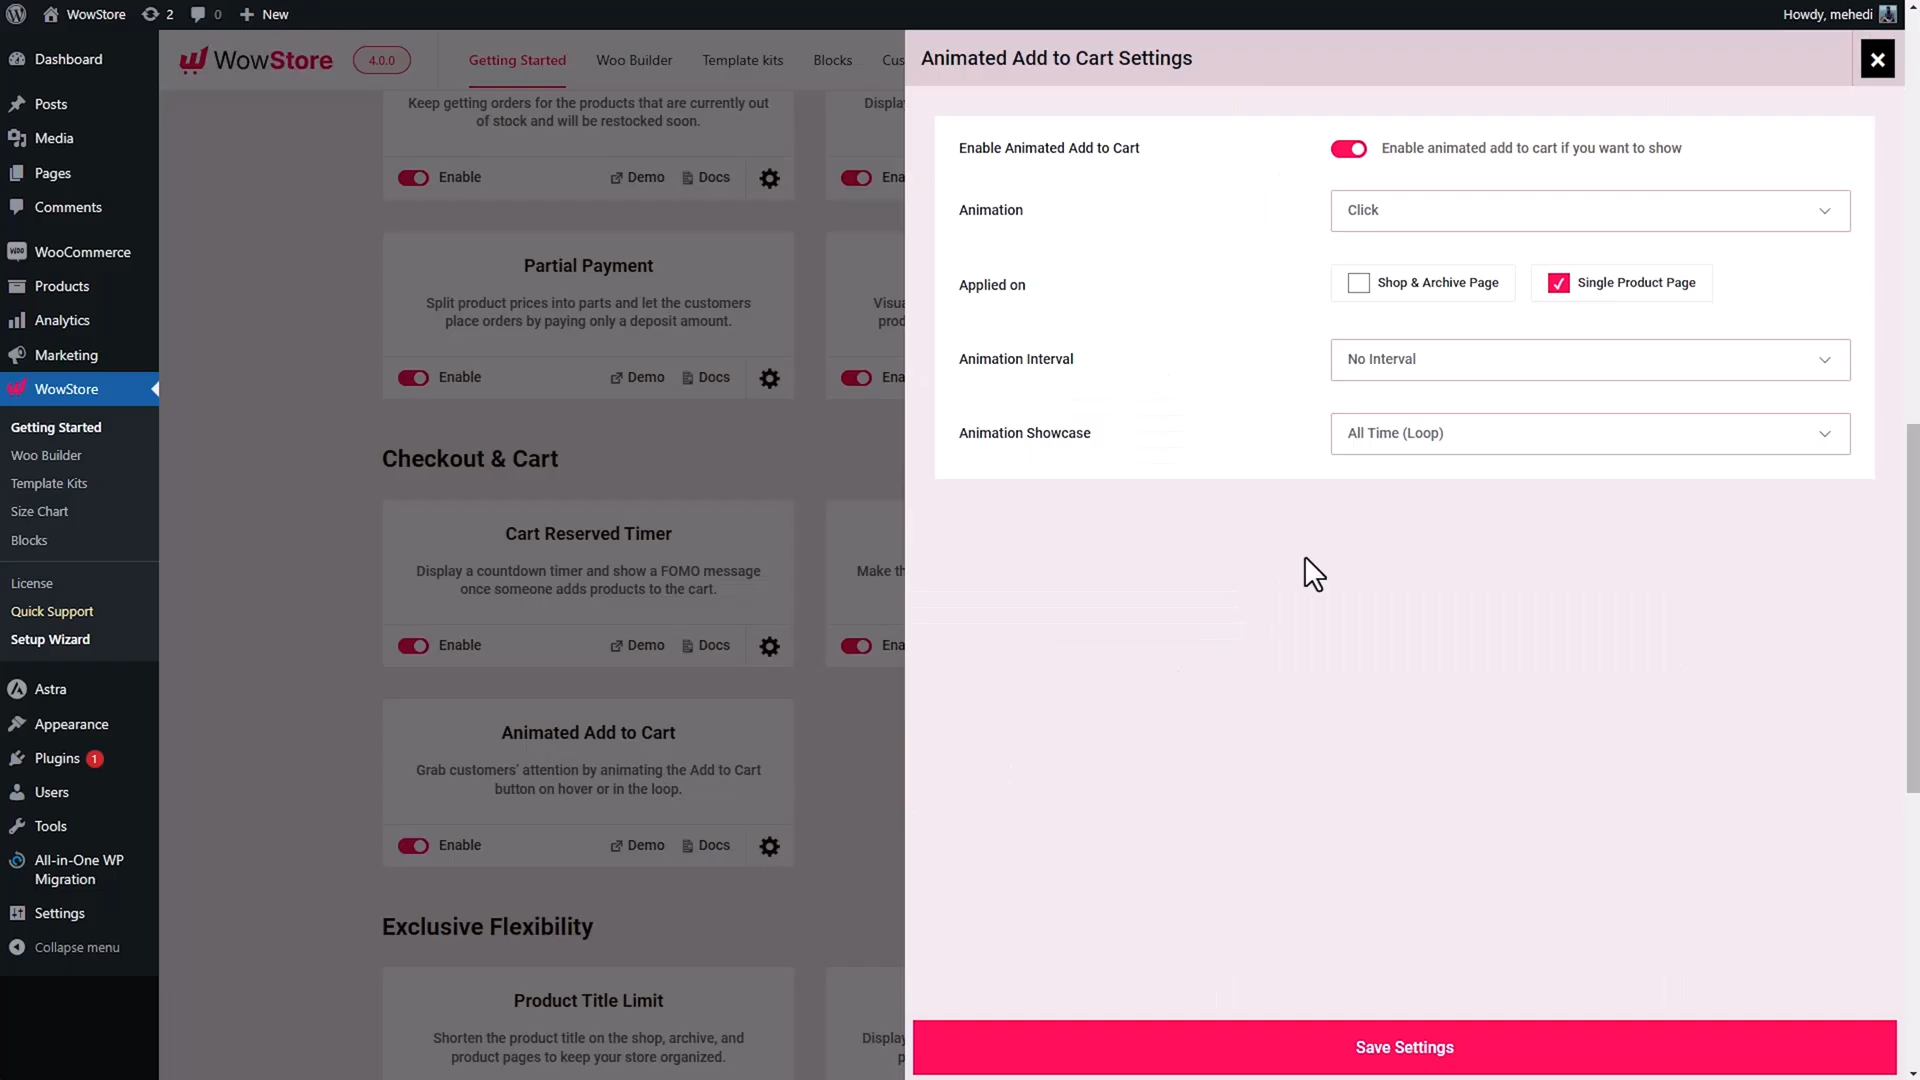 WowStore
2
0
New
Howdy, mehedi
Dashboard
Posts
Media
Pages
Comments
WooCommerce
Products
Analytics
Marketing
WowStore
Getting Started
Woo Builder
Template Kits
Size Chart
Blocks
License
Quick Support
Setup Wizard
Astra
Appearance
Plugins 1
Users
Tools
All-in-One WP
Migration
Settings
Collapse menu
WowStore 4.0.0
Getting Started
Woo Builder
Template kits
Blocks
Cus
Keep getting orders for the products that are currently out
of stock and will be restocked soon.
Enable Demo Docs
Displa
Ena
Partial Payment
Split product prices into parts and let the customers
place orders by paying only a deposit amount.
Enable Demo Docs
Visua
prod
Ena
Checkout & Cart
Cart Reserved Timer
Display a countdown timer and show a FOMO message
once someone adds products to the cart.
Enable Demo Docs
Make th
Ena
Animated Add to Cart
Grab customers' attention by animating the Add to Cart
button on hover or in the loop.
Enable Demo Docs
Exclusive Flexibility
Product Title Limit
Shorten the product title on the shop, archive, and
product pages to keep your store organized.
Displa
p
Animated Add to Cart Settings
Enable Animated Add to Cart
Enable animated add to cart if you want to show
Animation
Click
Applied on
Shop & Archive Page
Single Product Page
Animation Interval
No Interval
Animation Showcase
All Time (Loop)
Save Settings